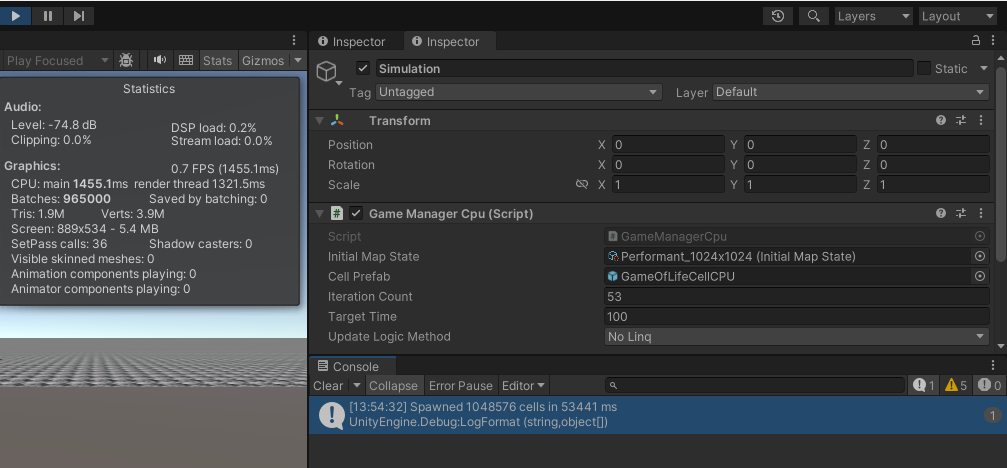 Layers
Layout
Play Focused
Stats
Gizmos
Statistics
Audio:
Level: -74.8 dB
DSP load: 0.2%
Clipping: 0.0%
Stream load: 0.0%
Graphics:
0.7 FPS (1455.1ms)
CPU: main 1455.1ms render thread 1321.5ms
Batches: 965000
Saved by batching: 0
Tris: 1.9M
Verts: 3.9M
Screen: 889x534 - 5.4 MB
SetPass calls: 36
Shadow casters: 0
Visible skinned meshes: 0
Animation components playing: 0
Animator components playing: 0
Inspector
Inspector
Simulation
Static
Tag Untagged
Layer Default
Transform
Position X 0 Y 0 Z 0
Rotation X 0 Y 0 Z 0
Scale X 1 Y 1 Z 1
# Game Manager Cpu (Script)
Script GameManagerCpu
Initial Map State Performant_1024x1024 (Initial Map State)
Cell Prefab GameOfLifeCellCPU
Iteration Count 53
Target Time 100
Update Logic Method No Linq
Console
Clear
Collapse
Error Pause
Editor
1
5
0
[13:54:32] Spawned 1048576 cells in 53441 ms
UnityEngine.Debug:LogFormat (string,object[])
1